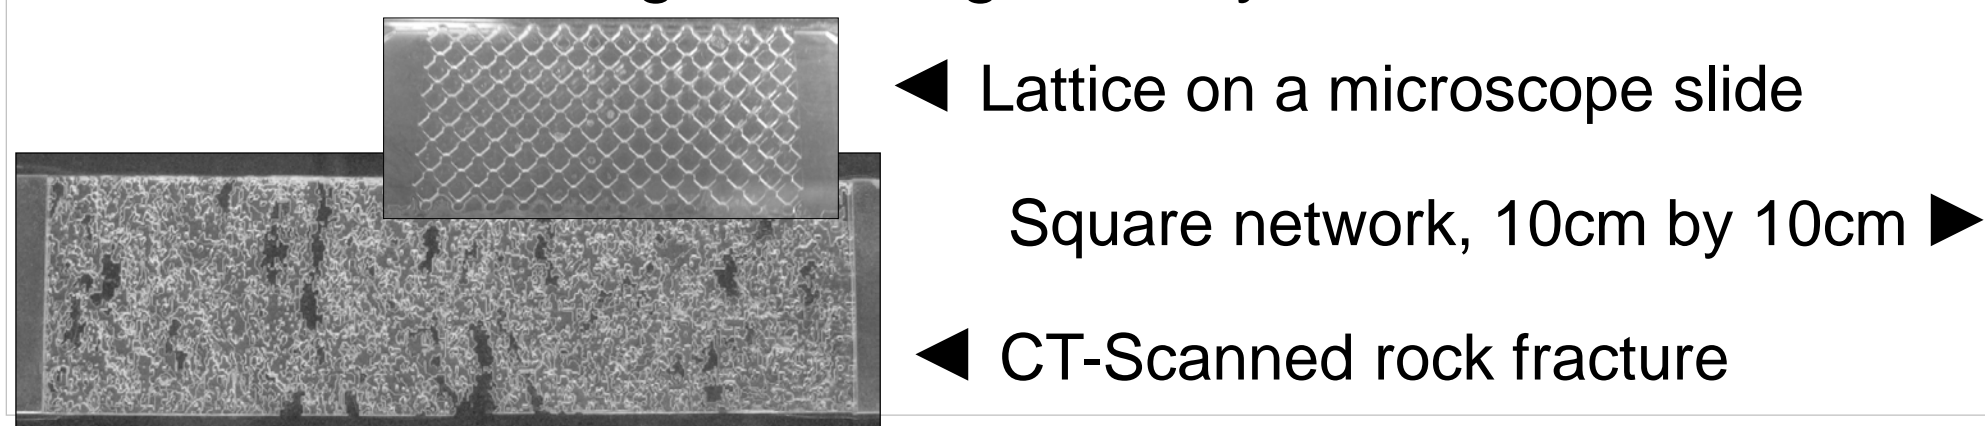 ◄ Lattice on a microscope slide
Square network, 10cm by 10cm ►
◄ CT-Scanned rock fracture